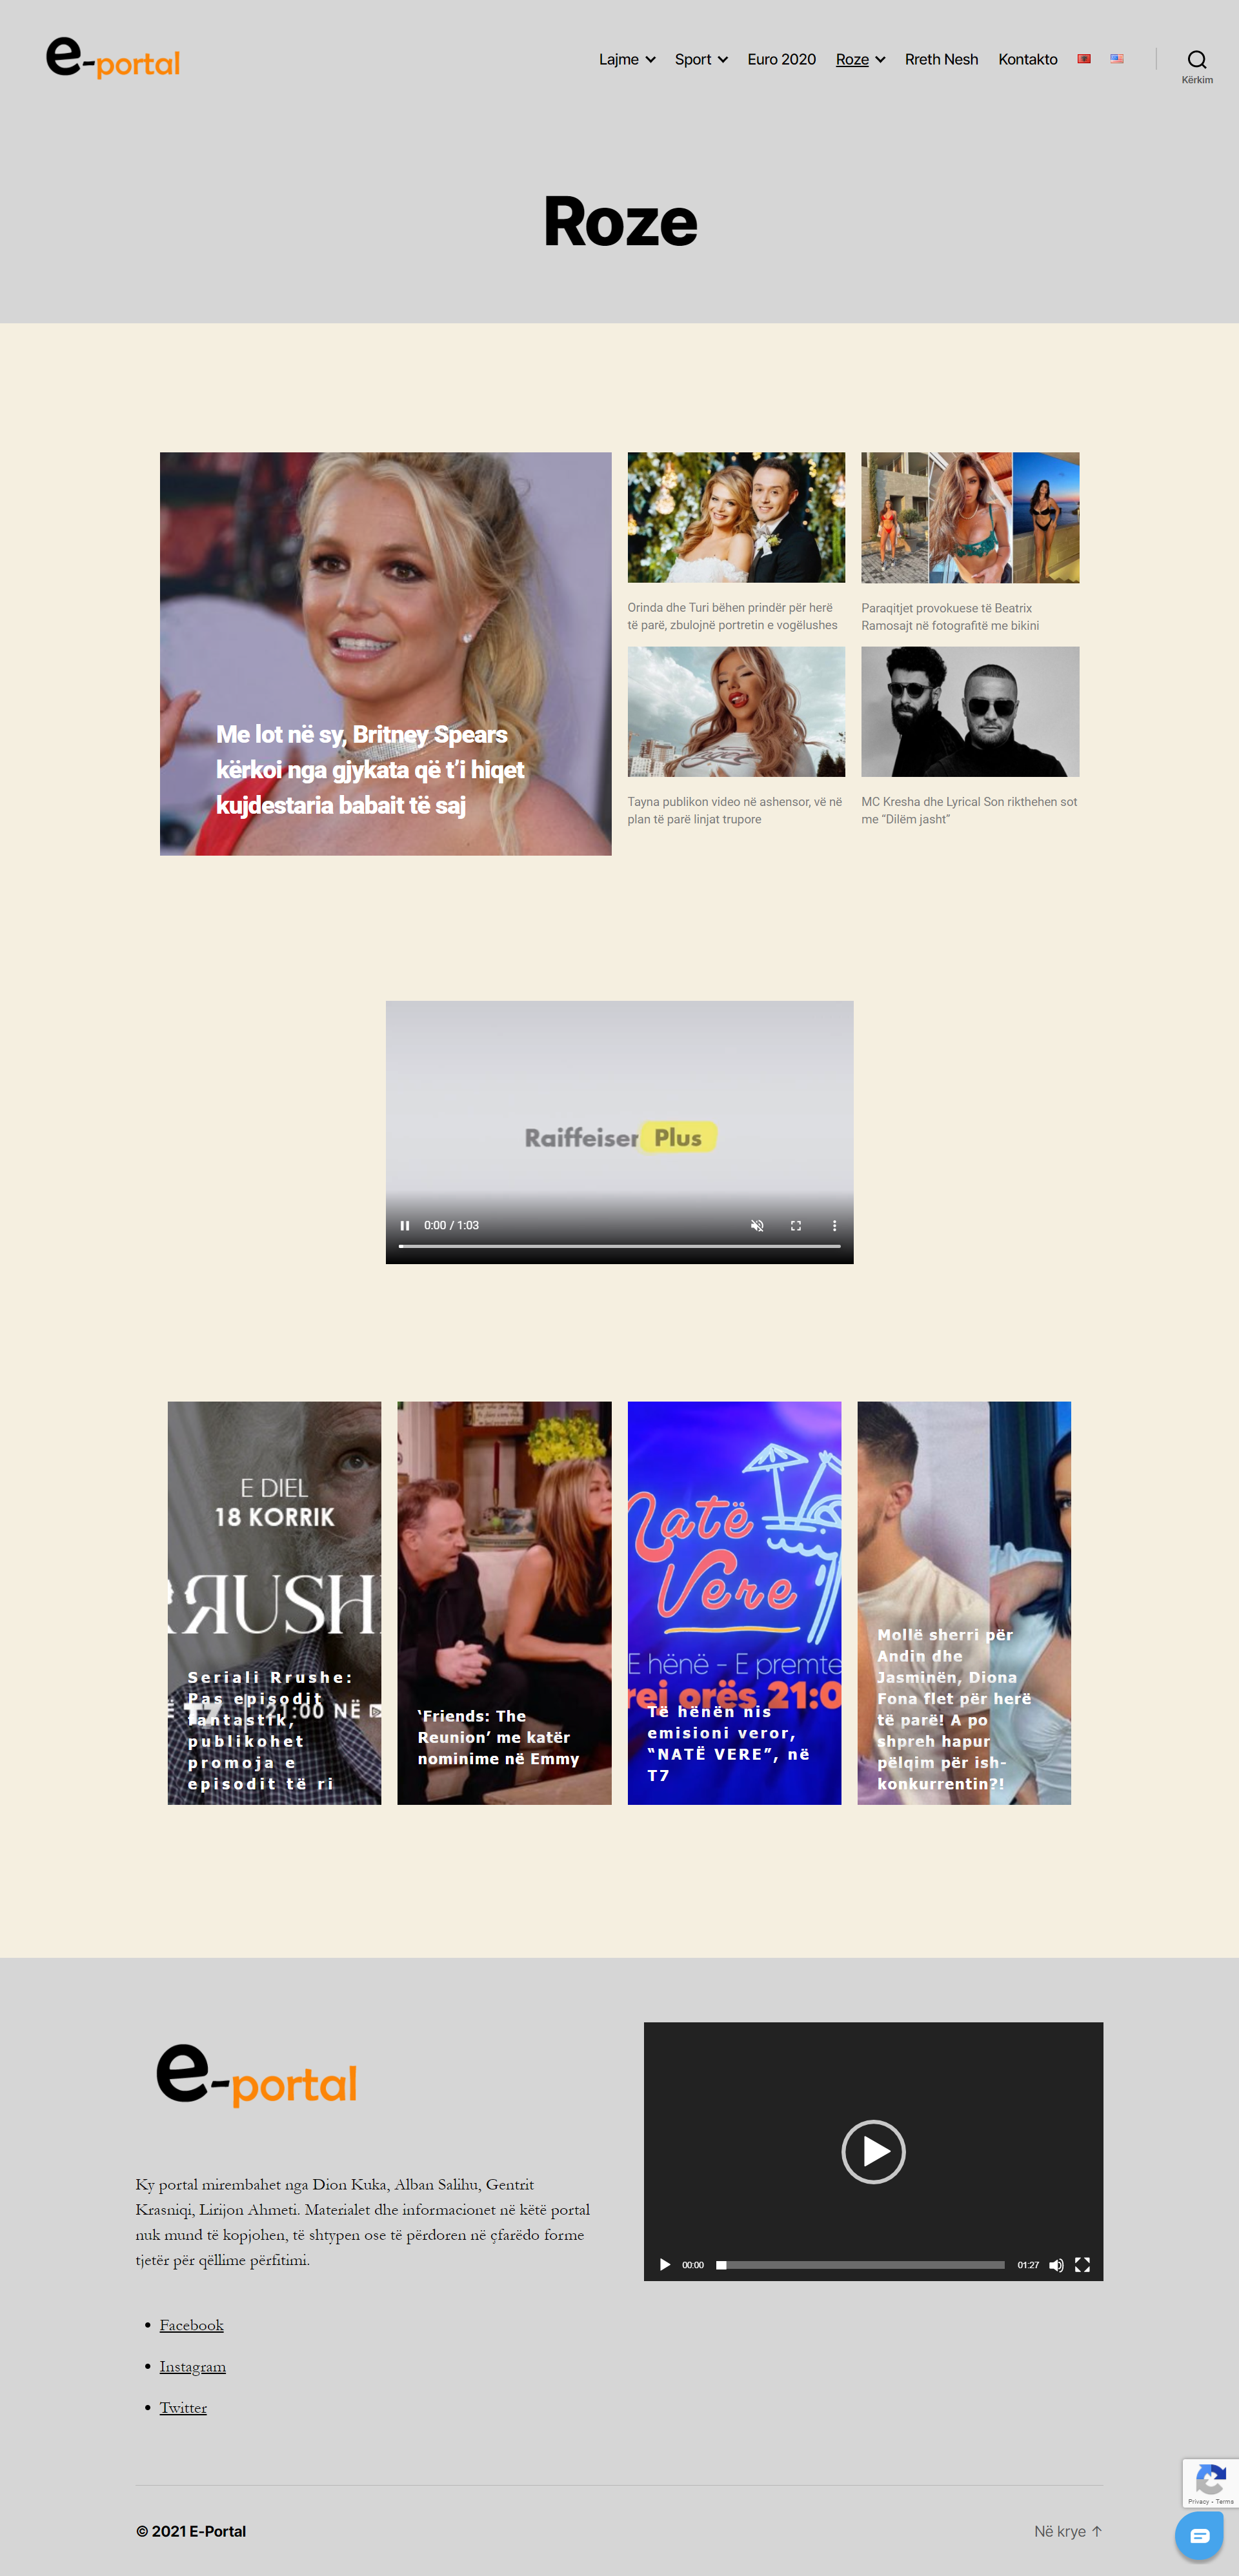 e-portal
Lajme Sport Euro 2020 Roze Rreth Nesh Kontakto
Kërkim
Roze
Me lot në sy, Britney Spears
kërkoi nga gjykata që t’i hiqet
kujdestaria babait të saj
Orinda dhe Turi bëhen prindër për herë
të parë, zbulojnë portretin e vogëlushes
Paraqitjet provokuese të Beatrix
Ramosajt në fotografitë me bikini
Tayna publikon video në ashensor, vë në
plan të parë linjat trupore
MC Kresha dhe Lyrical Son rikthehen sot
me “Dilëm jasht”
Raiffeisen Plus
0:00 / 1:03
E DIEL
18 KORRIK
RRUSHE
21:00 NË
Seriali Rrushe:
Pas episodit
fantastik,
publikohet
promoja e
episodit të ri
‘Friends: The
Reunion’ me katër
nominime në Emmy
Natë
Vere
E hënë – E premte
rej orës 21:0
Të hënën nis
emisioni veror,
“NATË VERE”, në
T7
Mollë sherri për
Andin dhe
Jasminën, Diona
Fona flet për herë
të parë! A po
shpreh hapur
pëlqim për ish-
konkurrentin?!
e-portal
Ky portal mirembahet nga Dion Kuka, Alban Salihu, Gentrit
Krasniqi, Lirijon Ahmeti. Materialet dhe informacionet në këtë portal
nuk mund të kopjohen, të shtypen ose të përdoren në çfarëdo forme
tjetër për qëllime përfitimi.
00:00 01:27
Facebook
Instagram
Twitter
Privacy - Terms
© 2021 E-Portal
Në krye ↑